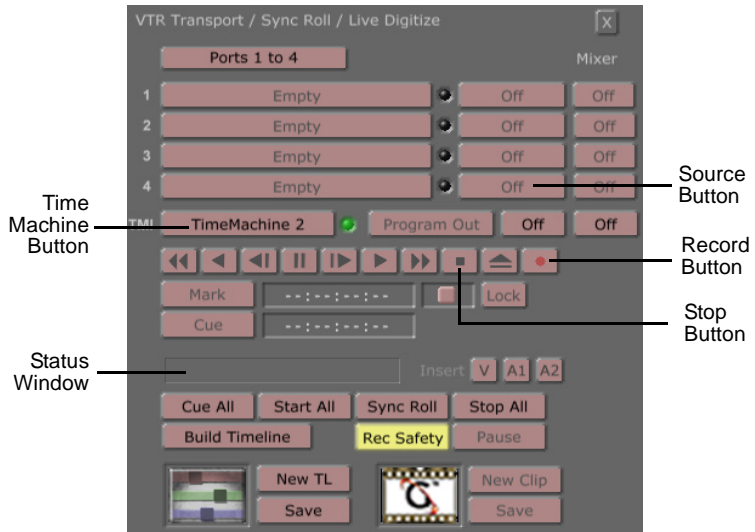 VTR Transport / Sync Roll / Live Digitize X
Ports 1 to 4 Mixer
1 Empty Off Off
2 Empty Off Off
3 Empty Off Off
4 Empty Off Off
Source
Button
Time
Machine
Button
TML TimeMachine 2 Program Out Off Off
Record
Button
Mark --:--:--:-- Lock
Cue --:--:--:--
Stop
Button
Status
Window
Insert V A1 A2
Cue All Start All Sync Roll Stop All
Build Timeline Rec Safety Pause
New TL New Clip
Save Save